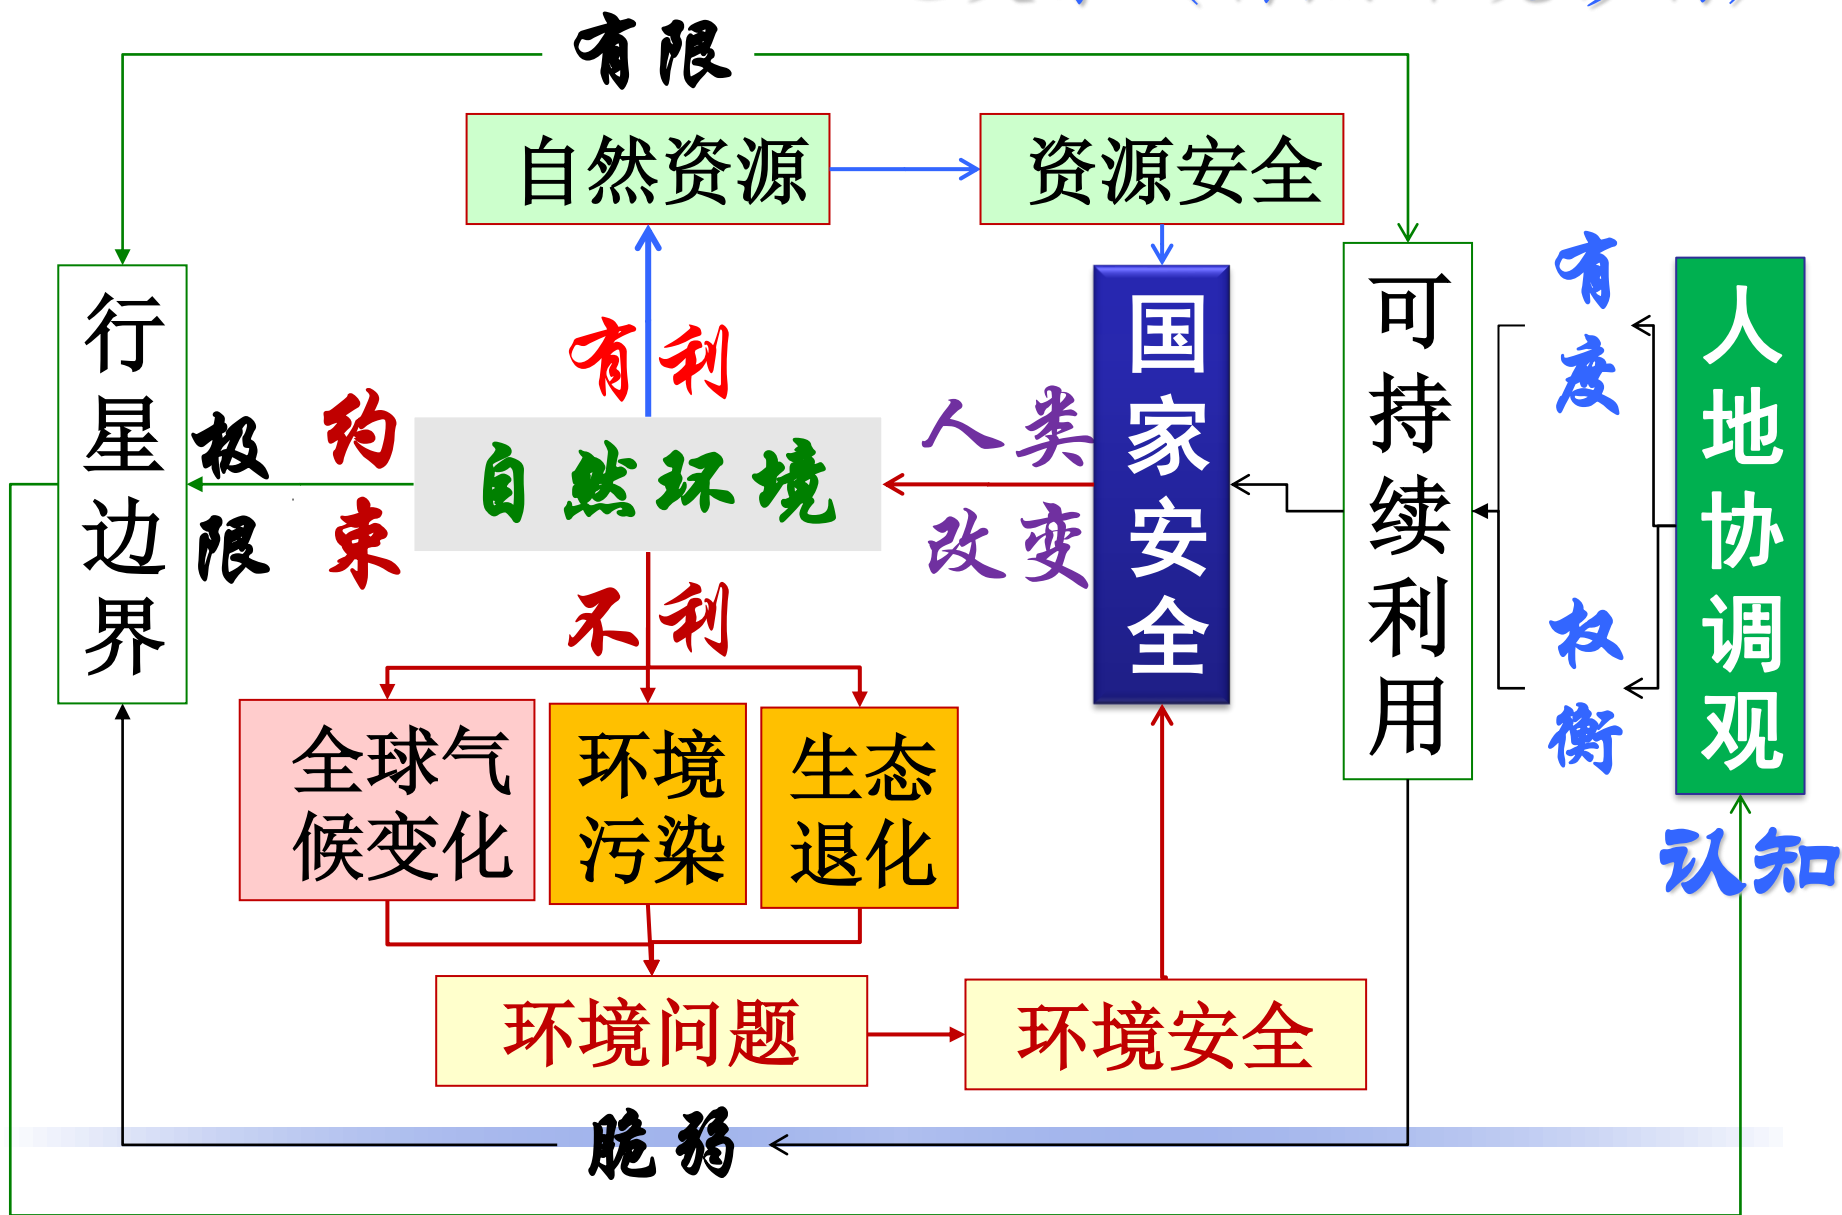 有限
自然资源
资源安全
行星边界
极限
约束
有利
自然环境
不利
人类
改变
国家安全
可持续利用
有度
权衡
人地协调观
认知
全球气
候变化
环境
污染
生态
退化
环境问题
环境安全
脆弱